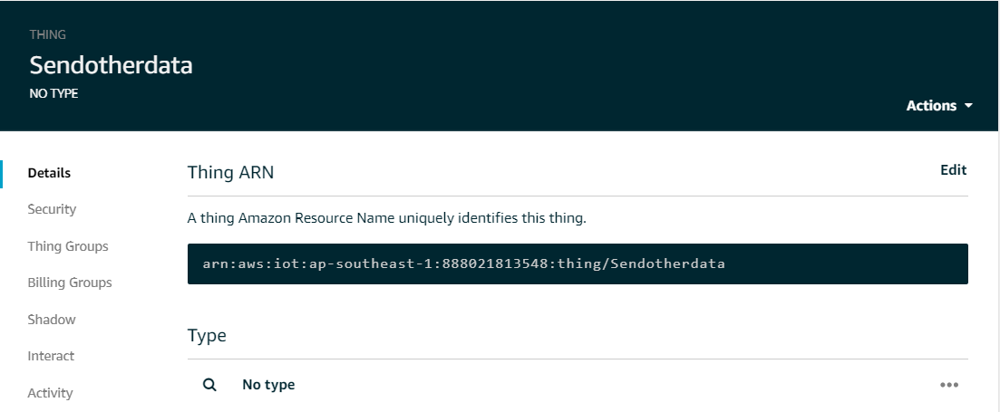 THING
Sendotherdata
NO TYPE
Actions
Details
Security
Thing Groups
Billing Groups
Shadow
Interact
Activity
Thing ARN
Edit
A thing Amazon Resource Name uniquely identifies this thing.
arn:aws:iot:ap-southeast-1:888021813548:thing/Sendotherdata
Type
No type